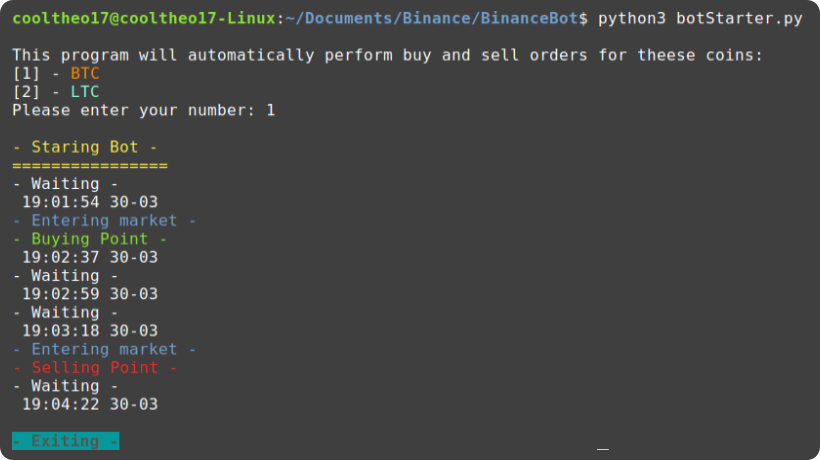 cooltheo17@cooltheo17-Linux:~/Documents/Binance/BinanceBot$ python3 botStarter.py
This program will automatically perform buy and sell orders for theese coins:
[1] - BTC
[2] - LTC
Please enter your number: 1
- Staring Bot -
================
- Waiting -
19:01:54 30-03
- Entering market -
- Buying Point -
19:02:37 30-03
- Waiting -
19:02:59 30-03
- Waiting -
19:03:18 30-03
- Entering market -
- Selling Point -
- Waiting -
19:04:22 30-03
- Exiting -